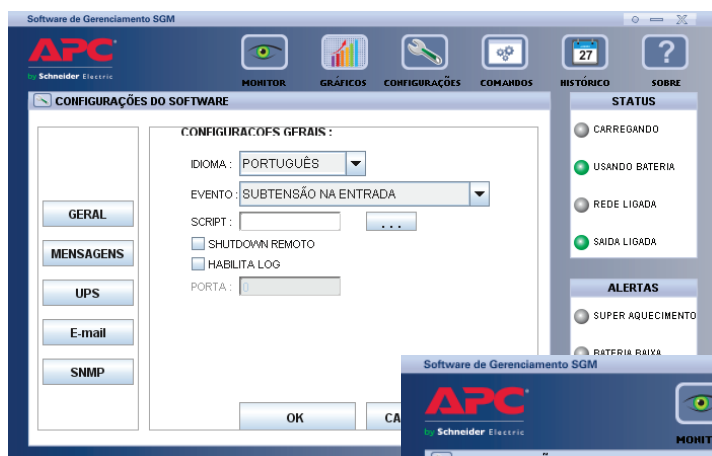 Software de Gerenciamento SGM
APC
by Schneider Electric
MONITOR
GRÁFICOS
CONFIGURAÇÕES
COMANDOS
27
HISTÓRICO
?
SOBRE
CONFIGURAÇÕES DO SOFTWARE
GERAL
MENSAGENS
UPS
E-mail
SNMP
CONFIGURACOES GERAIS :
IDIOMA : PORTUGUÊS
EVENTO : SUBTENSÃO NA ENTRADA
SCRIPT : ...
SHUTDOWN REMOTO
HABILITA LOG
PORTA : 0
OK
CA
STATUS
CARREGANDO
USANDO BATERIA
REDE LIGADA
SAIDA LIGADA
ALERTAS
SUPER AQUECIMENTO
BATERIA BAIXA
Software de Gerenciamento SGM
APC
by Schneider Electric
MONIT